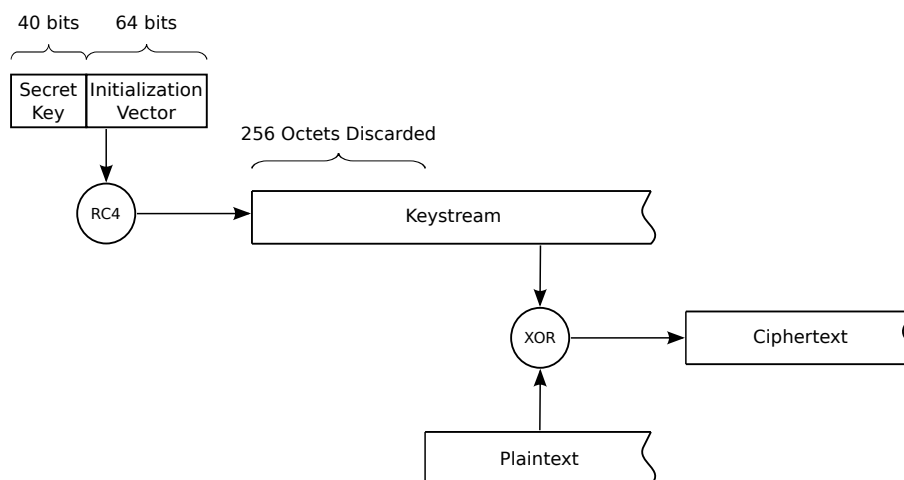 40 bits
64 bits
Secret
Key
Initialization
Vector
256 Octets Discarded
RC4
Keystream
XOR
Ciphertext
Plaintext